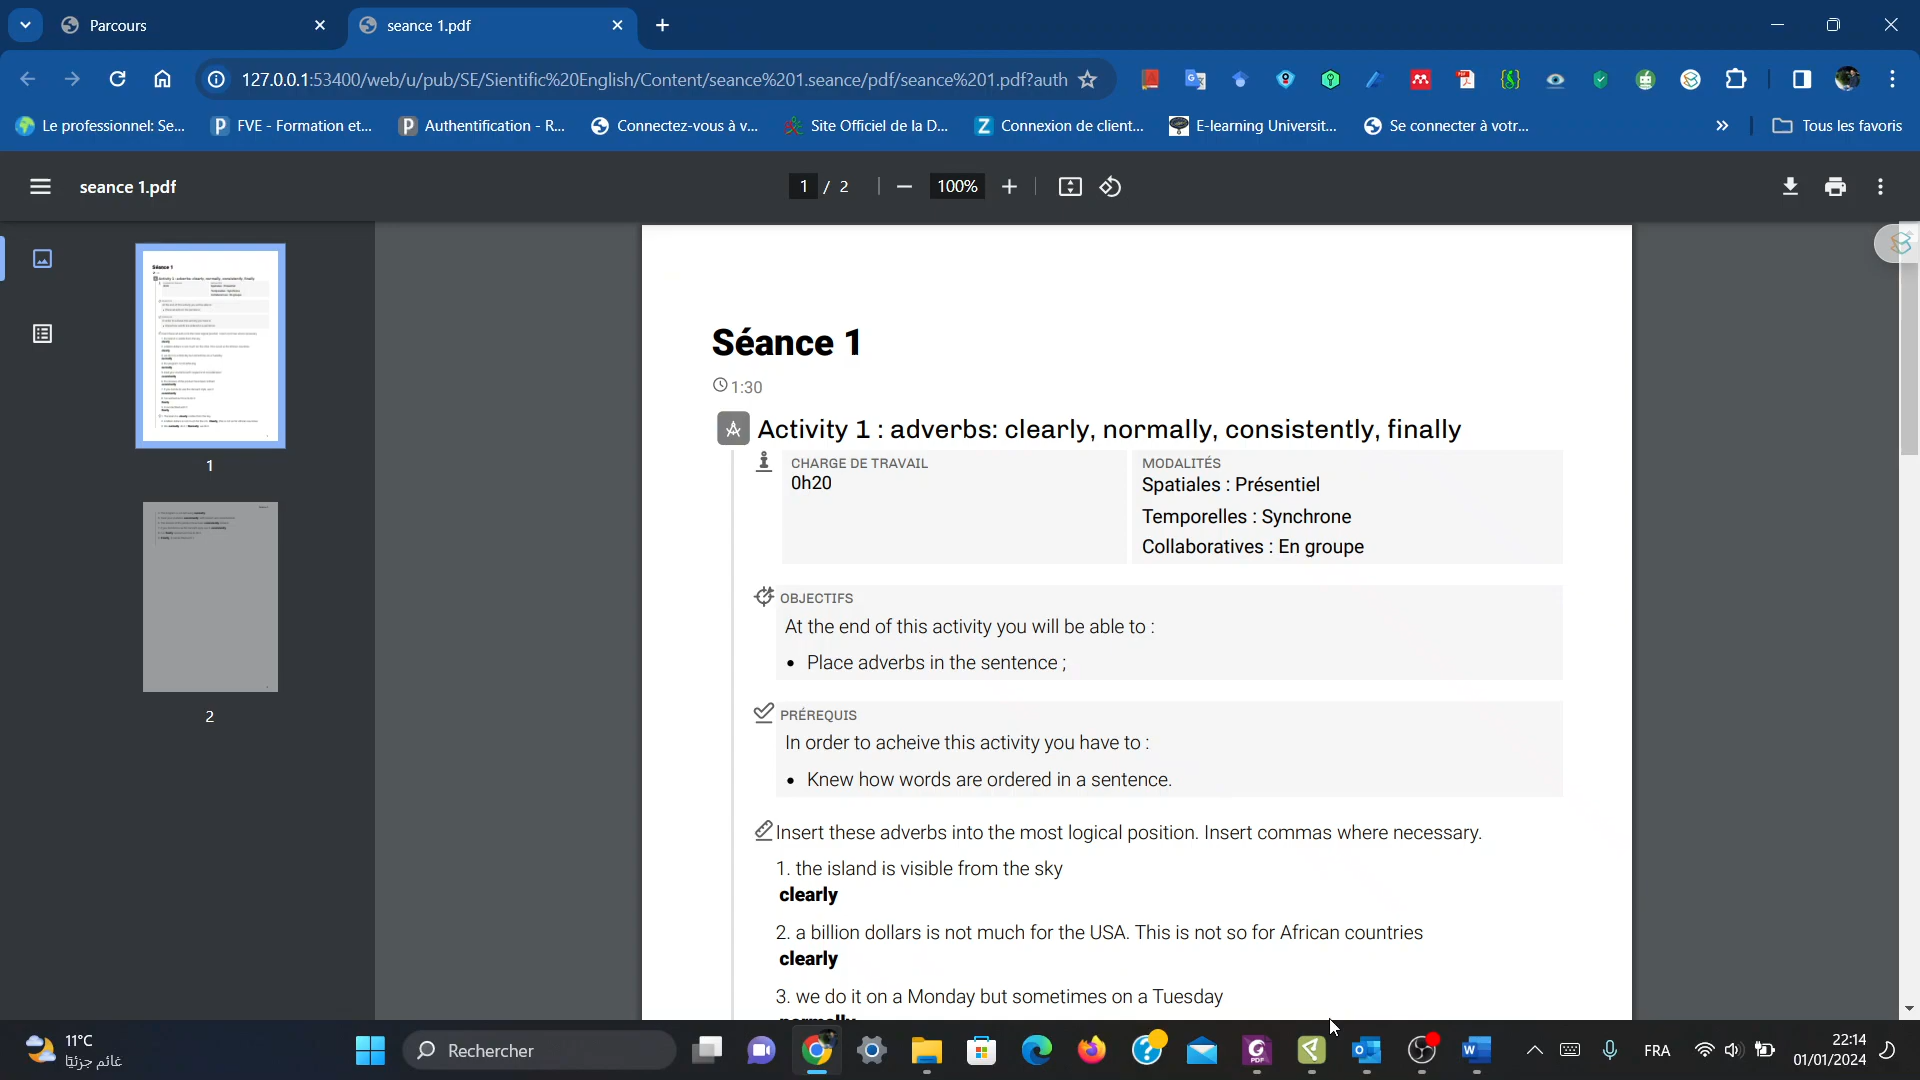 Parcours
seance 1.pdf
127.0.0.1:53400/web/u/pub/SE/Sientific%20English/Content/seance%201.seance/pdf/seance%201.pdf?auth
Le professionnel: Se...
FVE - Formation et...
Authentification - R...
Connectez-vous à v...
Site Officiel de la D...
Connexion de client...
E-learning Universit...
Se connecter à votr...
Tous les favoris
seance 1.pdf
1 / 2
100%
1
2
Séance 1
1:30
Activity 1 : adverbs: clearly, normally, consistently, finally
CHARGE DE TRAVAIL
0h20
MODALITÉS
Spatiales : Présentiel
Temporelles : Synchrone
Collaboratives : En groupe
OBJECTIFS
At the end of this activity you will be able to :
• Place adverbs in the sentence ;
PRÉREQUIS
In order to acheive this activity you have to :
• Knew how words are ordered in a sentence.
Insert these adverbs into the most logical position. Insert commas where necessary.
1. the island is visible from the sky
clearly
2. a billion dollars is not much for the USA. This is not so for African countries
clearly
3. we do it on a Monday but sometimes on a Tuesday
normally
11°C
غائم جزئيًا
Rechercher
FRA
22:14
01/01/2024